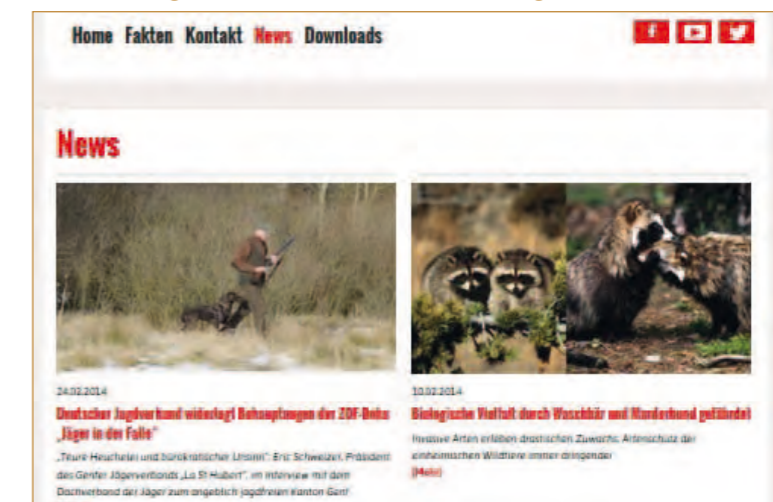 Home Fakten Kontakt News Downloads
News
24.02.2014
Deutscher Jagdverband widerlegt Behauptungen der ZDF-Doku
„Jäger in der Falle“
„Teure Heuchelei und bürokratischer Unsinn“: Eric Schweizer, Präsident
des Genfer Jägerverbands „La St Hubert“, im Interview mit dem
Dachverband der Jäger zum angeblich jagdfreien Kanton Genf
10.02.2014
Biologische Vielfalt durch Waschbär und Marderhund gefährdet
Invasive Arten erleben drastischen Zuwachs. Artenschutz der
einheimischen Wildtiere immer dringender
(Mehr)